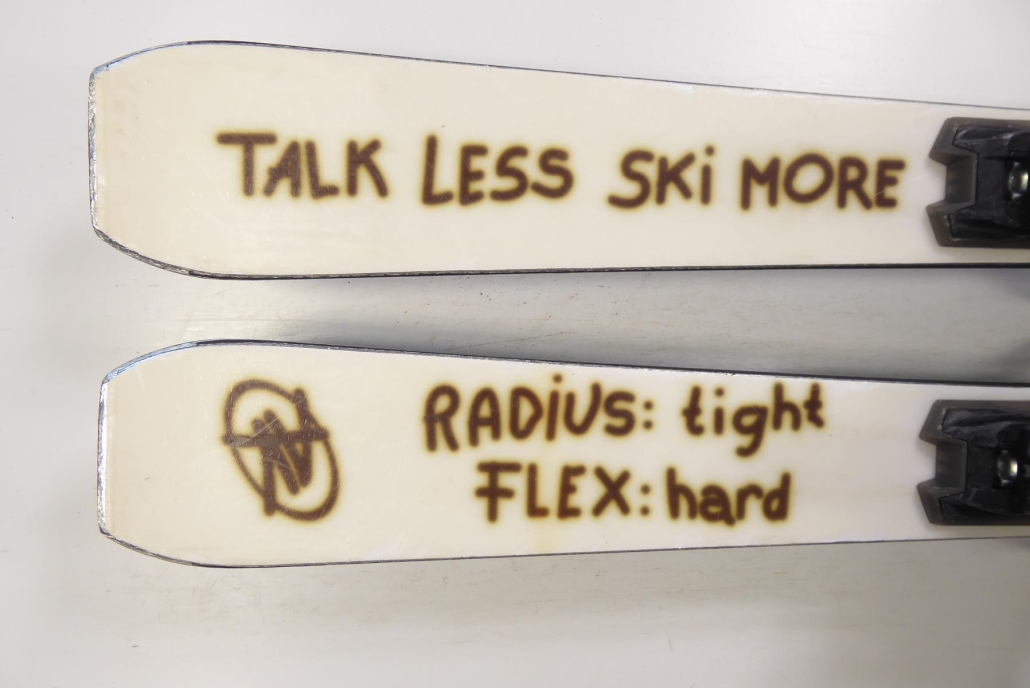 TALK LESS SKi MORE
RADiUS: tight
FLEX: hard